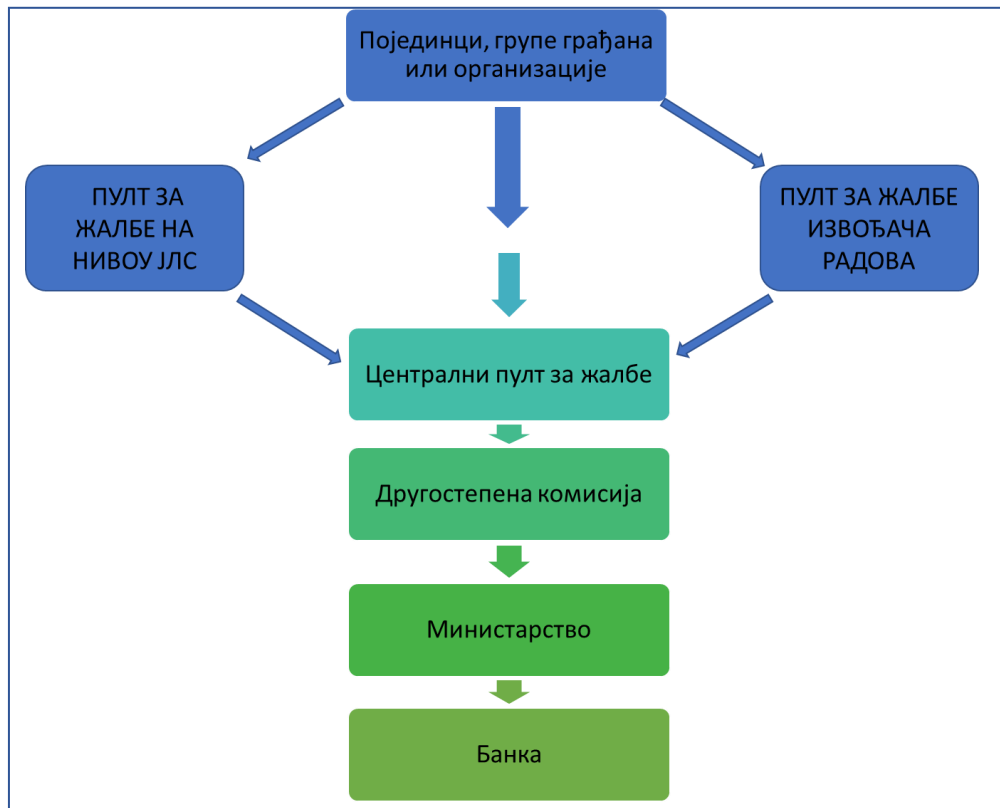 Појединци, групе грађана
или организације
ПУЛТ ЗА
ЖАЛБЕ НА
НИВОУ ЈЛС
ПУЛТ ЗА ЖАЛБЕ
ИЗВОЂАЧА
РАДОВА
Централни пулт за жалбе
Другостепена комисија
Министарство
Банка